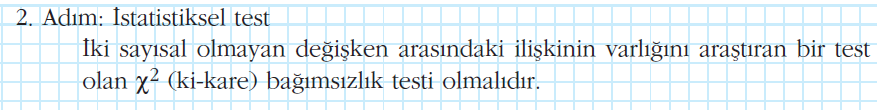 2. Adım: İstatistiksel test
İki sayısal olmayan değişken arasındaki ilişkinin varlığını araştıran bir test
olan χ² (ki-kare) bağımsızlık testi olmalıdır.